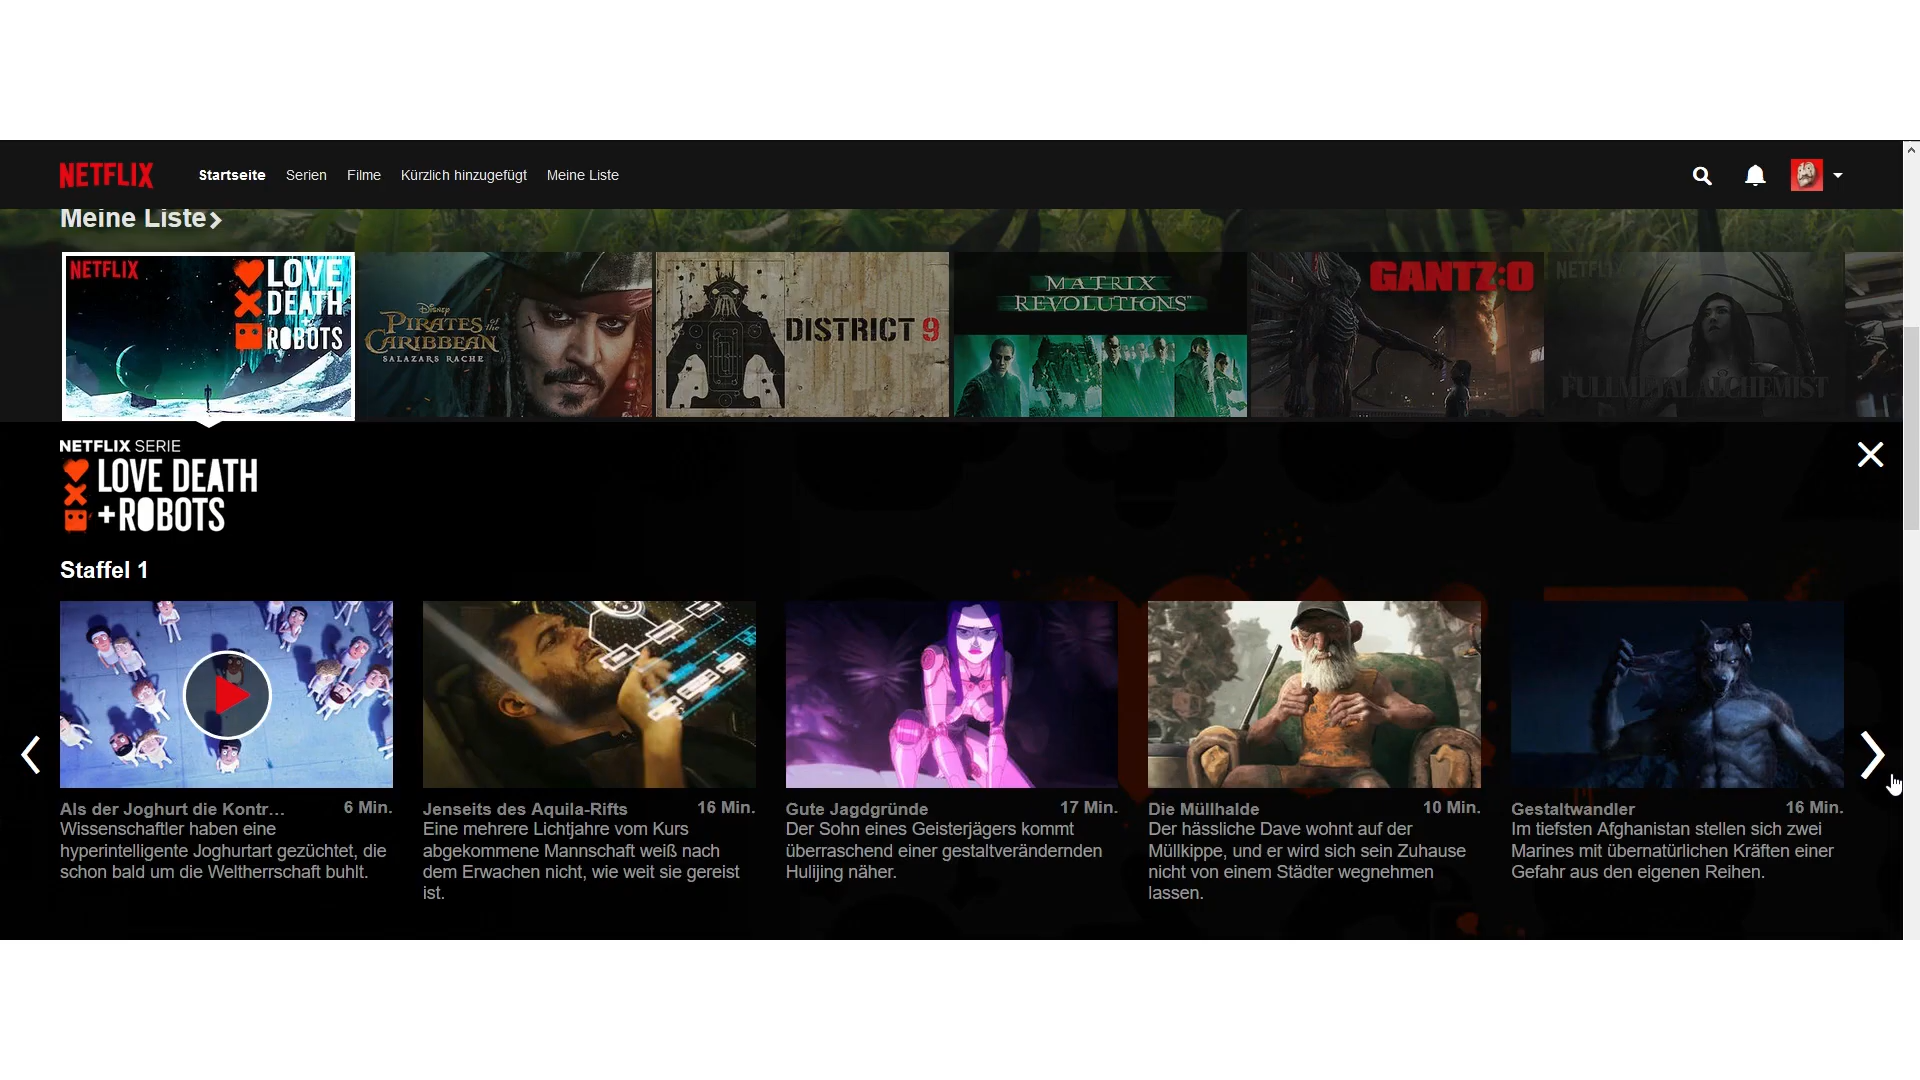 NETFLIX
Startseite
Serien
Filme
Kürzlich hinzugefügt
Meine Liste
Meine Liste
NETFLIX
LOVE
DEATH
+
ROBOTS
Disney
PIRATES of the
CARIBBEAN
SALAZARS RACHE
DISTRICT 9
MATRIX
REVOLUTIONS
GANTZ:O
NETFLIX
FULLMETAL ALCHEMIST
NETFLIX SERIE
LOVE DEATH
+ROBOTS
Staffel 1
Als der Joghurt die Kontr... 6 Min.
Wissenschaftler haben eine
hyperintelligente Joghurtart gezüchtet, die
schon bald um die Weltherrschaft buhlt.
Jenseits des Aquila-Rifts 16 Min.
Eine mehrere Lichtjahre vom Kurs
abgekommene Mannschaft weiß nach
dem Erwachen nicht, wie weit sie gereist
ist.
Gute Jagdgründe 17 Min.
Der Sohn eines Geisterjägers kommt
überraschend einer gestaltverändernden
Hulijing näher.
Die Müllhalde 10 Min.
Der hässliche Dave wohnt auf der
Müllkippe, und er wird sich sein Zuhause
nicht von einem Städter wegnehmen
lassen.
Gestaltwandler 16 Min.
Im tiefsten Afghanistan stellen sich zwei
Marines mit übernatürlichen Kräften einer
Gefahr aus den eigenen Reihen.